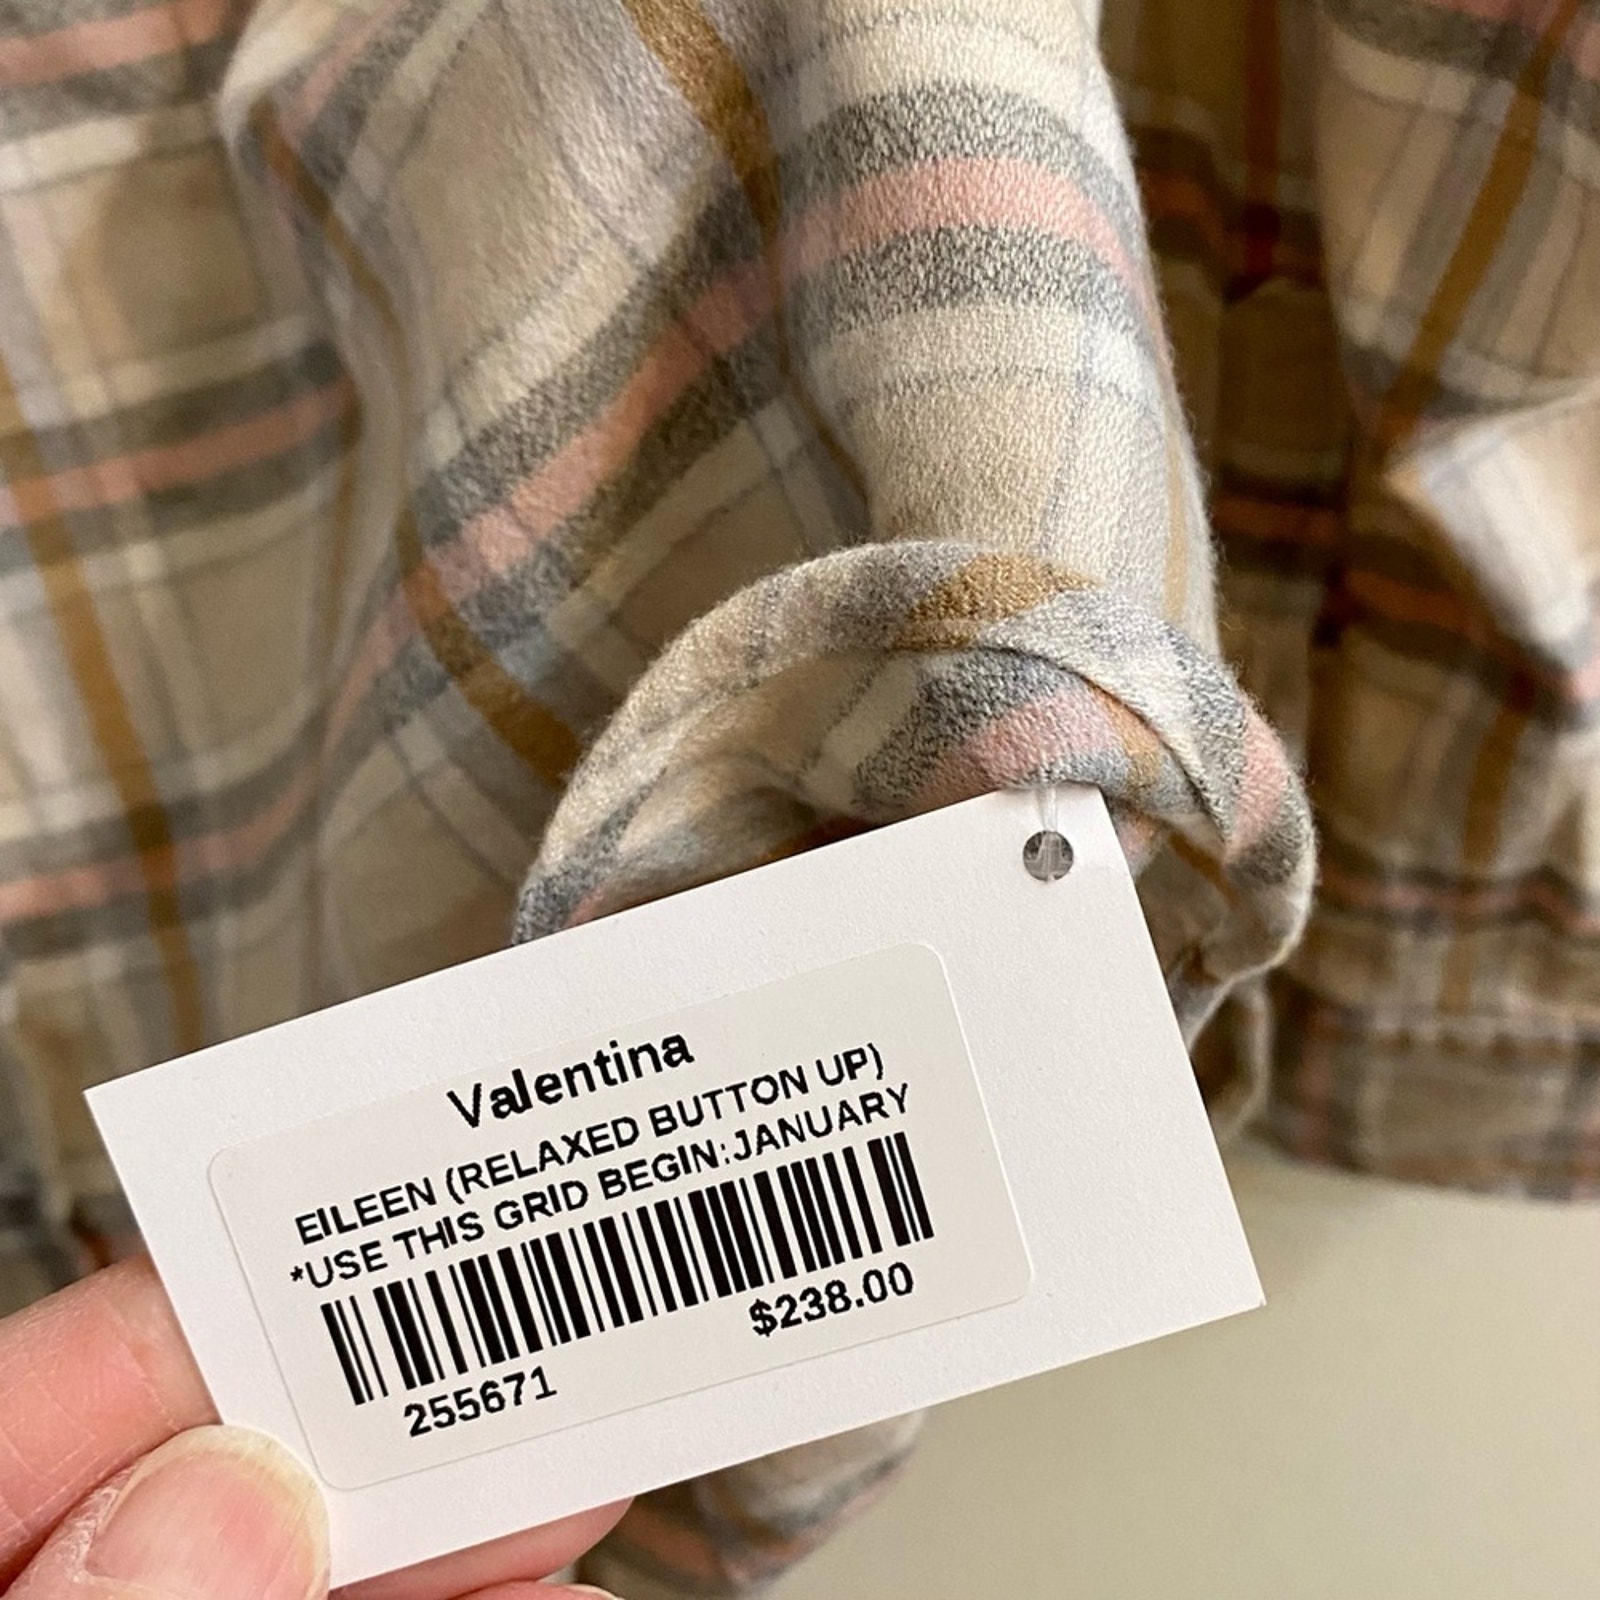 Valentina
EILEEN (RELAXED BUTTON UP)
*USE THIS GRID BEGIN:JANUARY
$238.00
255671